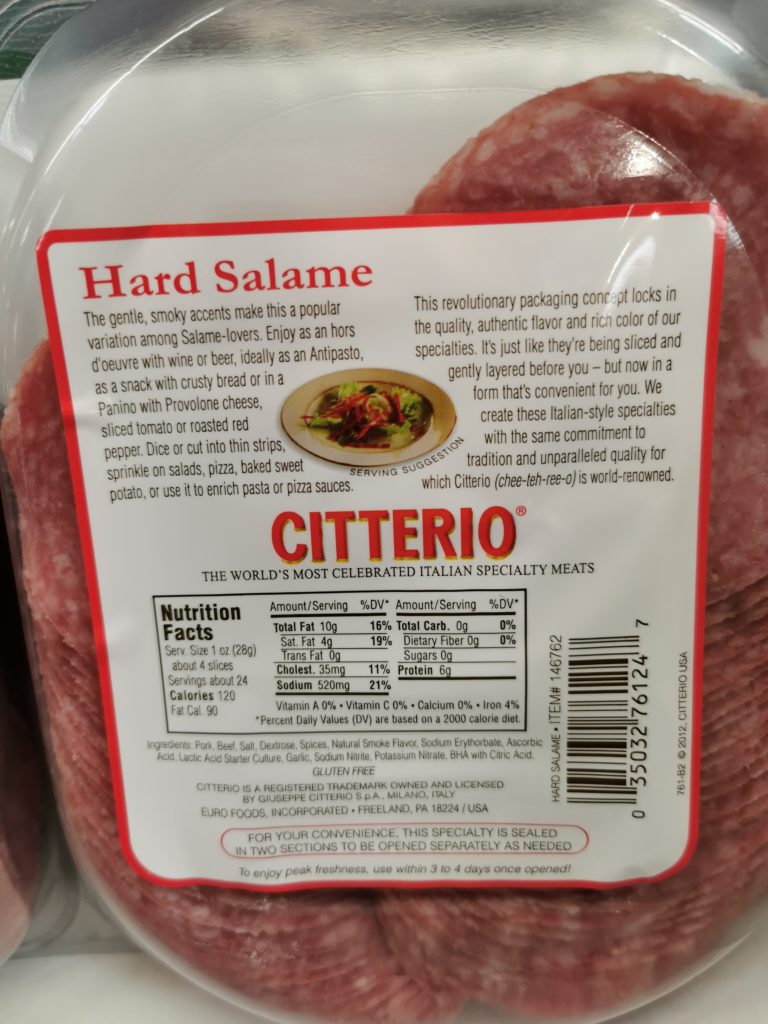 Hard Salame
The gentle, smoky accents make this a popular
variation among Salame-lovers. Enjoy as an hors
d'oeuvre with wine or beer, ideally as an Antipasto,
as a snack with crusty bread or in a
Panino with Provolone cheese,
sliced tomato or roasted red
pepper. Dice or cut into thin strips,
sprinkle on salads, pizza, baked sweet
potato, or use it to enrich pasta or pizza sauces.
This revolutionary packaging concept locks in
the quality, authentic flavor and rich color of our
specialties. It's just like they're being sliced and
gently layered before you – but now in a
form that's convenient for you. We
create these Italian-style specialties
with the same commitment to
tradition and unparalleled quality for
which Citterio (chee-teh-ree-o) is world-renowned.
SERVING SUGGESTION
CITTERIO®
THE WORLD'S MOST CELEBRATED ITALIAN SPECIALTY MEATS
Nutrition
Facts
Serv. Size 1 oz (28g)
about 4 slices
Servings about 24
Calories 120
Fat Cal. 90
Amount/Serving %DV*
Total Fat 10g 16%
Sat. Fat 4g 19%
Trans Fat 0g
Cholest. 35mg 11%
Sodium 520mg 21%
Amount/Serving %DV*
Total Carb. 0g 0%
Dietary Fiber 0g 0%
Sugars 0g
Protein 6g
Vitamin A 0% • Vitamin C 0% • Calcium 0% • Iron 4%
*Percent Daily Values (DV) are based on a 2000 calorie diet.
Ingredients: Pork, Beef, Salt, Dextrose, Spices, Natural Smoke Flavor, Sodium Erythorbate, Ascorbic
Acid, Lactic Acid Starter Culture, Garlic, Sodium Nitrite, Potassium Nitrate, BHA with Citric Acid.
GLUTEN FREE
CITTERIO IS A REGISTERED TRADEMARK OWNED AND LICENSED
BY GIUSEPPE CITTERIO S.p.A., MILANO, ITALY
EURO FOODS, INCORPORATED • FREELAND, PA 18224 / USA
FOR YOUR CONVENIENCE, THIS SPECIALTY IS SEALED
IN TWO SECTIONS TO BE OPENED SEPARATELY AS NEEDED
To enjoy peak freshness, use within 3 to 4 days once opened!
HARD SALAME • ITEM# 146762
0 35032 76124 7
761-B2 © 2012, CITTERIO USA